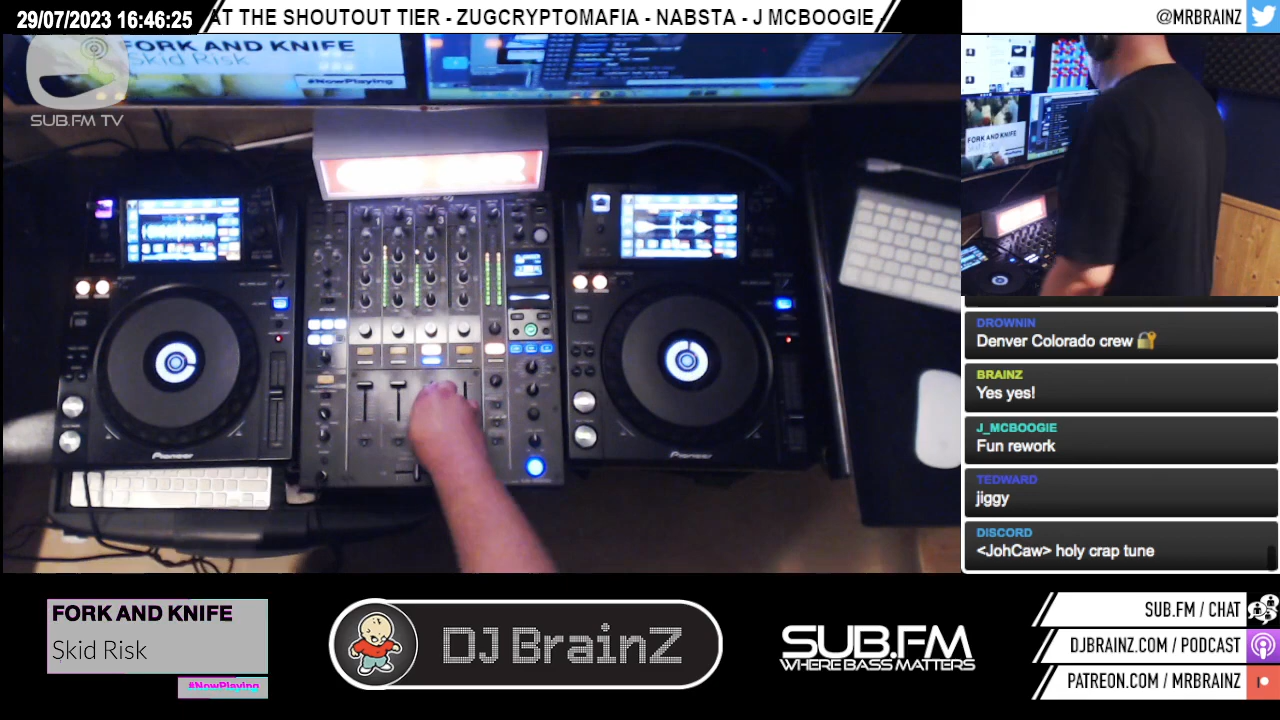 29/07/2023 16:46:25
AT THE SHOUTOUT TIER - ZUGCRYPTOMAFIA - NABSTA - J MCBOOGIE -
@MRBRAINZ
FORK AND KNIFE
Skid Risk
#NowPlaying
SUB.FM TV
FORK AND KNIFE
DROWNIN
Denver Colorado crew 🔐
BRAINZ
Yes yes!
J_MCBOOGIE
Fun rework
TEDWARD
jiggy
DISCORD
<JohCaw> holy crap tune
Pioneer
Pioneer
FORK AND KNIFE
Skid Risk
#NowPlaying
DJ BrainZ
SUB.FM
WHERE BASS MATTERS
SUB.FM / CHAT
DJBRAINZ.COM / PODCAST
PATREON.COM / MRBRAINZ